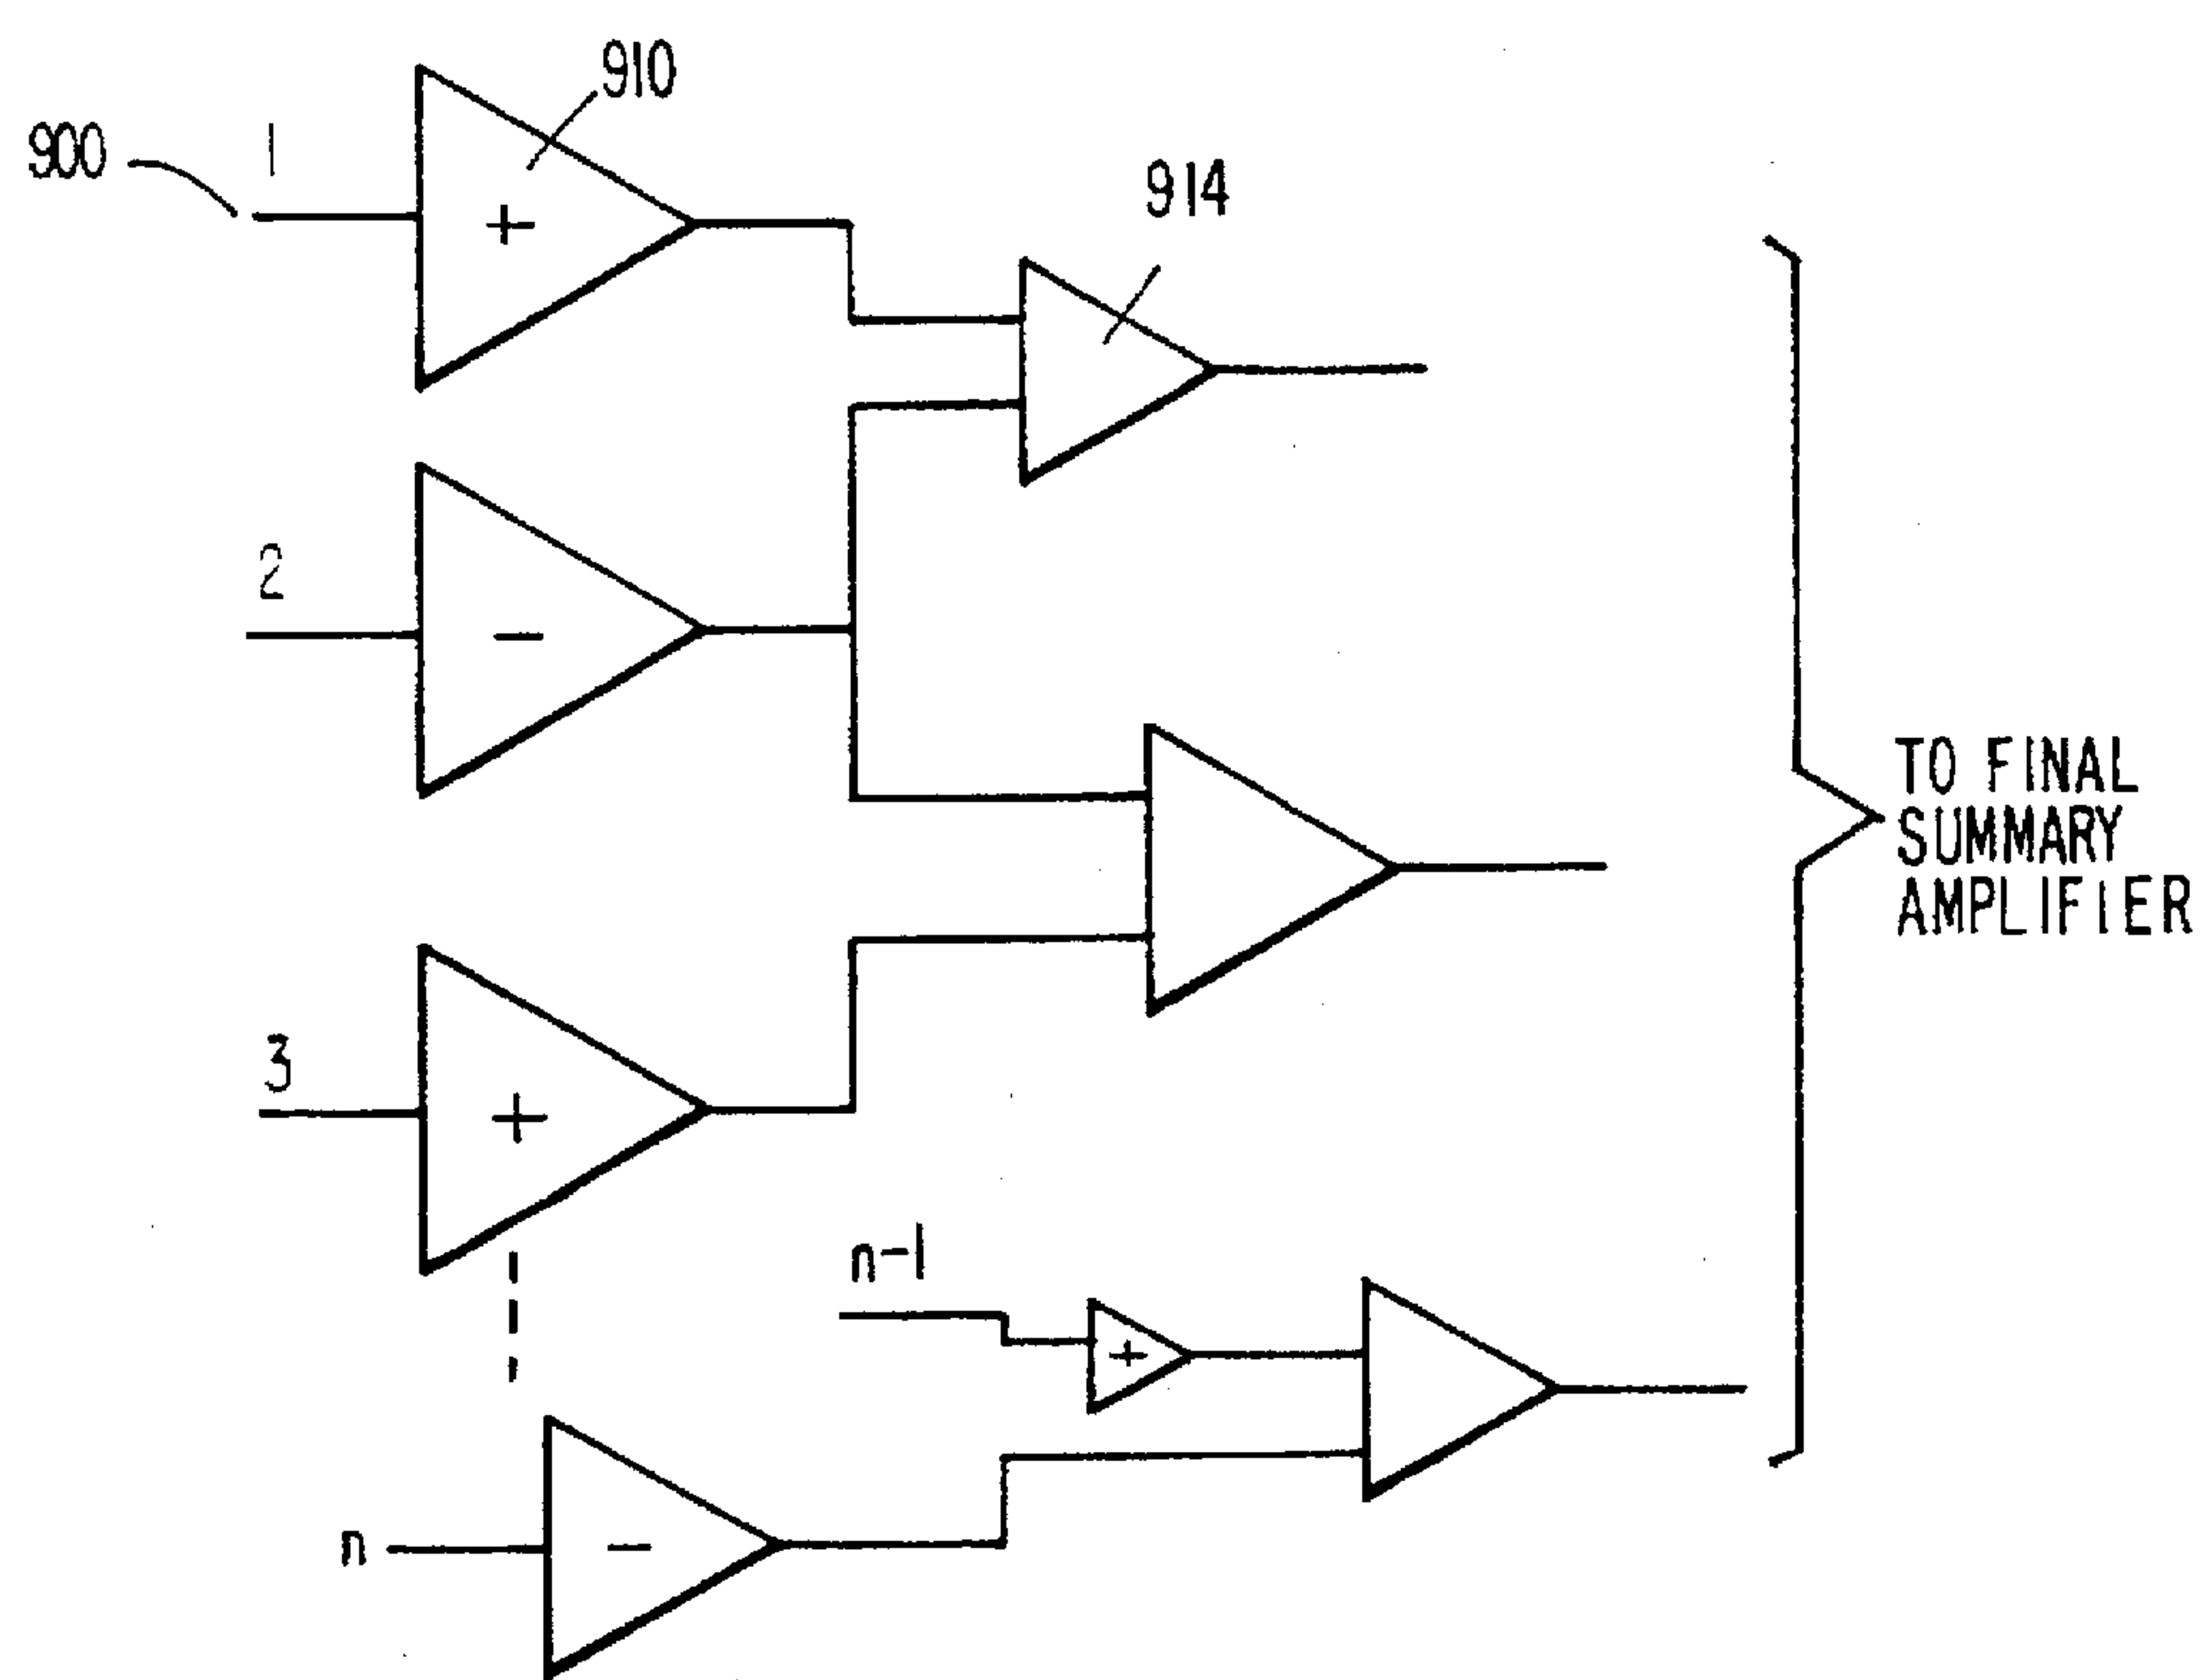 910
900
1
+
914
2
−
TO FINAL
SUMMARY
AMPLIFIER
3
+
n-1
+
n
−